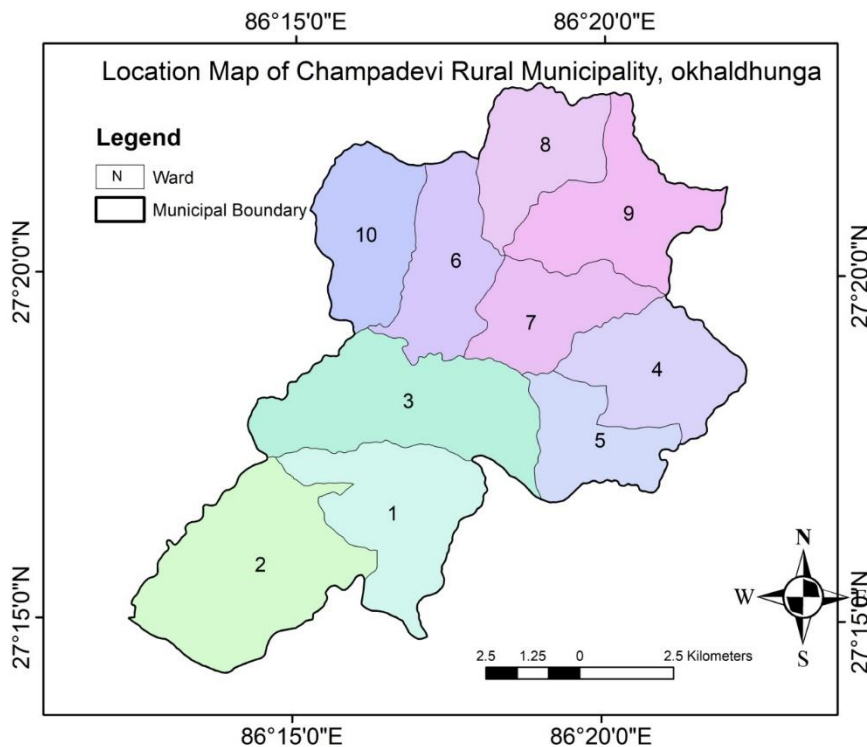 86°15'0"E 86°20'0"E
Location Map of Champadevi Rural Municipality, okhaldhunga
Legend
N Ward
Municipal Boundary
8
9
10
6
27°20'0"N 27°20'0"N
7
4
3
5
1
2
N
W
S
27°15'0"N 27°15'0"N
2.5 1.25 0 2.5 Kilometers
86°15'0"E 86°20'0"E